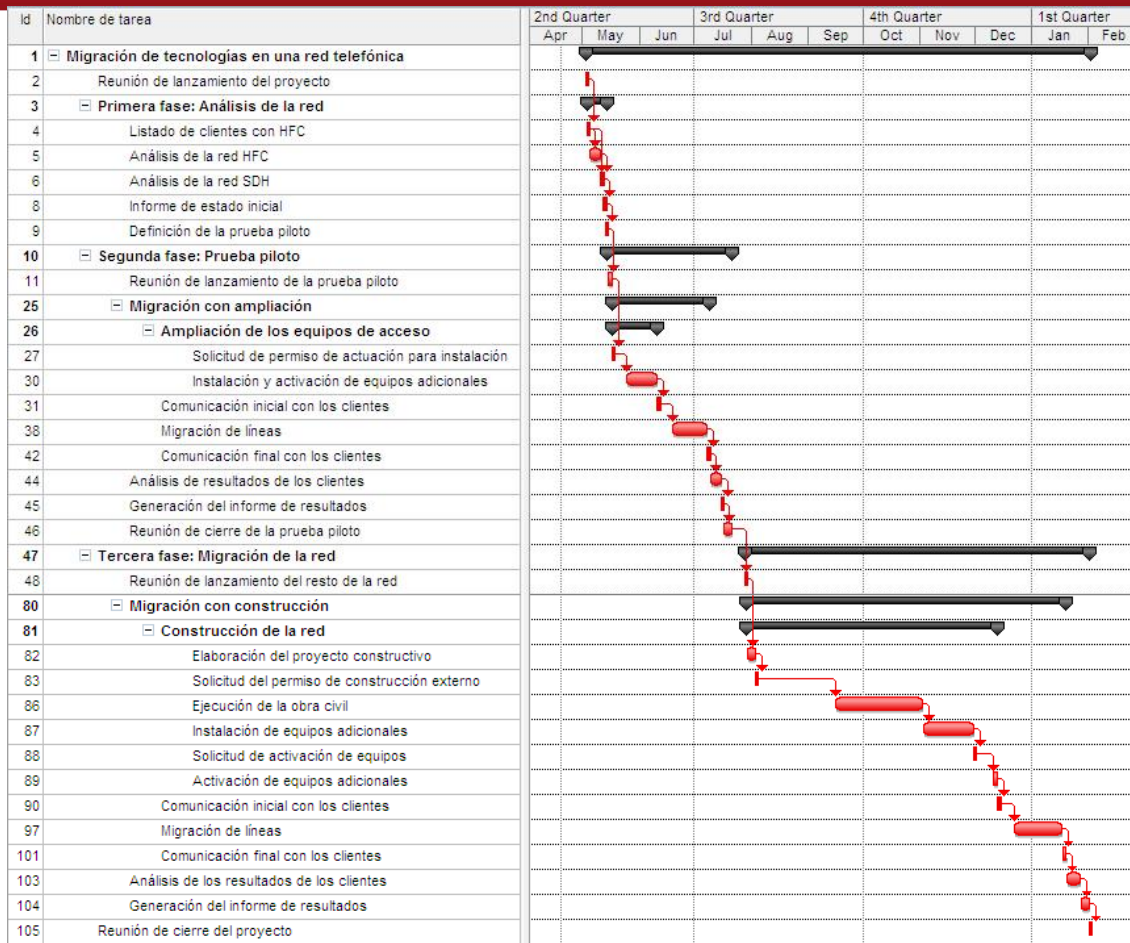 Id Nombre de tarea 2nd Quarter 3rd Quarter 4th Quarter 1st Quarter
Apr May Jun Jul Aug Sep Oct Nov Dec Jan Feb
1 Migración de tecnologías en una red telefónica
2 Reunión de lanzamiento del proyecto
3 Primera fase: Análisis de la red
4 Listado de clientes con HFC
5 Análisis de la red HFC
6 Análisis de la red SDH
8 Informe de estado inicial
9 Definición de la prueba piloto
10 Segunda fase: Prueba piloto
11 Reunión de lanzamiento de la prueba piloto
25 Migración con ampliación
26 Ampliación de los equipos de acceso
27 Solicitud de permiso de actuación para instalación
30 Instalación y activación de equipos adicionales
31 Comunicación inicial con los clientes
38 Migración de líneas
42 Comunicación final con los clientes
44 Análisis de resultados de los clientes
45 Generación del informe de resultados
46 Reunión de cierre de la prueba piloto
47 Tercera fase: Migración de la red
48 Reunión de lanzamiento del resto de la red
80 Migración con construcción
81 Construcción de la red
82 Elaboración del proyecto constructivo
83 Solicitud del permiso de construcción externo
86 Ejecución de la obra civil
87 Instalación de equipos adicionales
88 Solicitud de activación de equipos
89 Activación de equipos adicionales
90 Comunicación inicial con los clientes
97 Migración de líneas
101 Comunicación final con los clientes
103 Análisis de los resultados de los clientes
104 Generación del informe de resultados
105 Reunión de cierre del proyecto